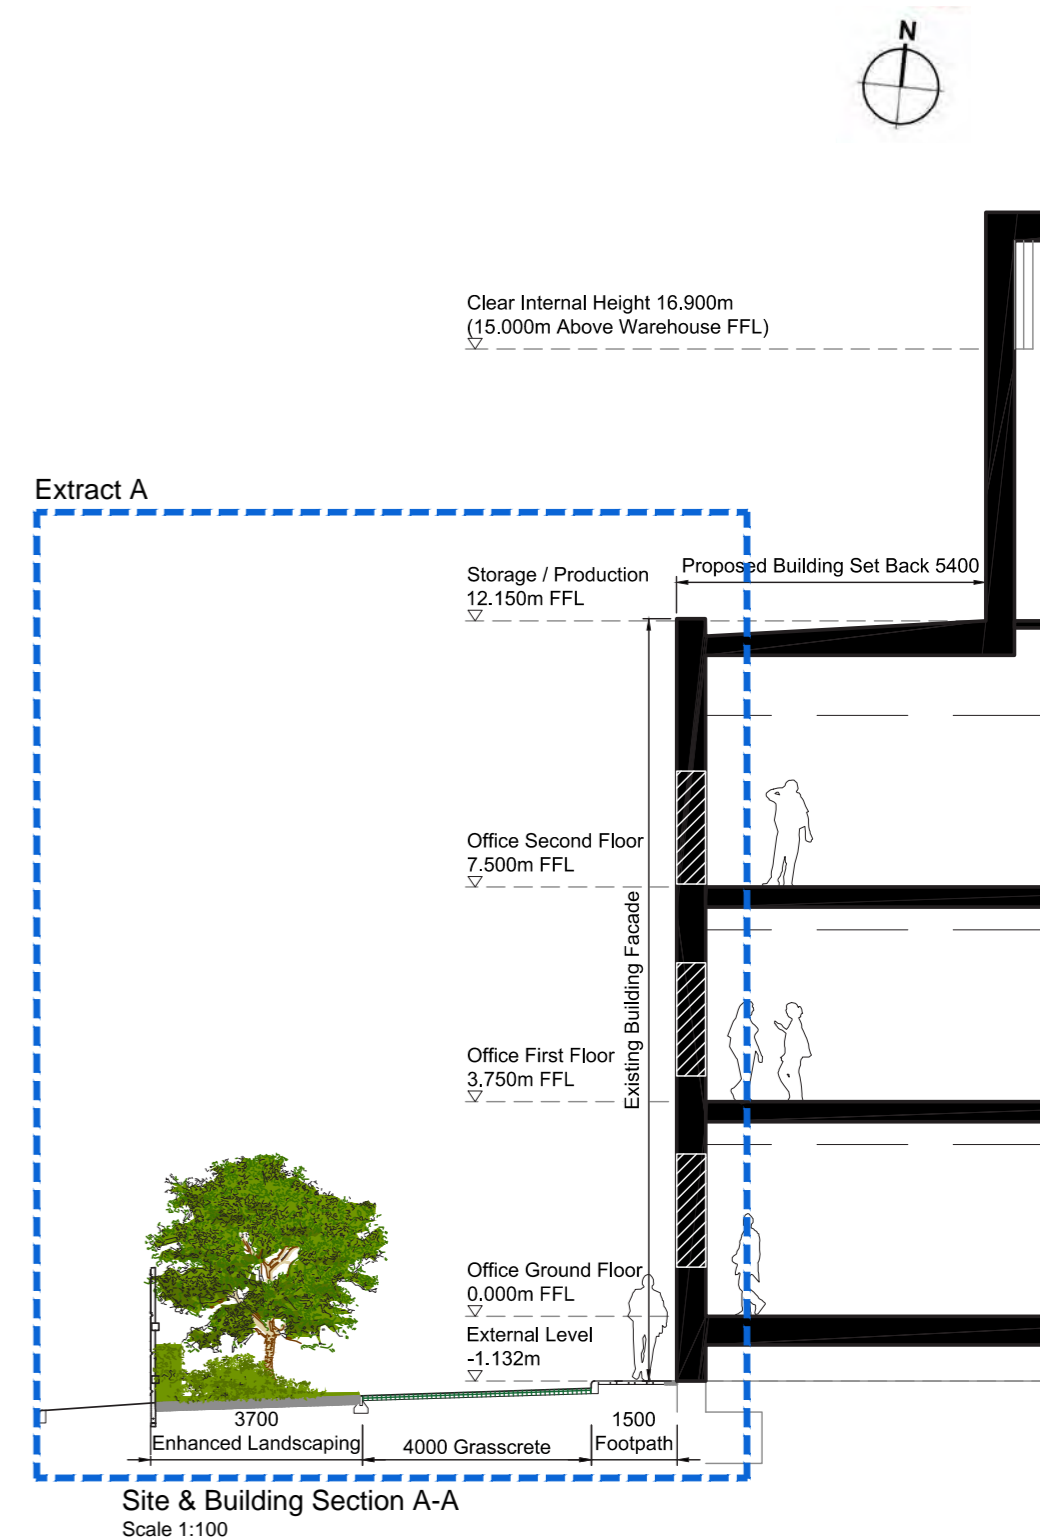 N
Clear Internal Height 16.900m
(15.000m Above Warehouse FFL)
Extract A
Proposed Building Set Back 5400
Storage / Production
12.150m FFL
Office Second Floor
7.500m FFL
Existing Building Facade
Office First Floor
3.750m FFL
Office Ground Floor
0.000m FFL
External Level
-1.132m
3700
Enhanced Landscaping
4000 Grasscrete
1500
Footpath
Site & Building Section A-A
Scale 1:100